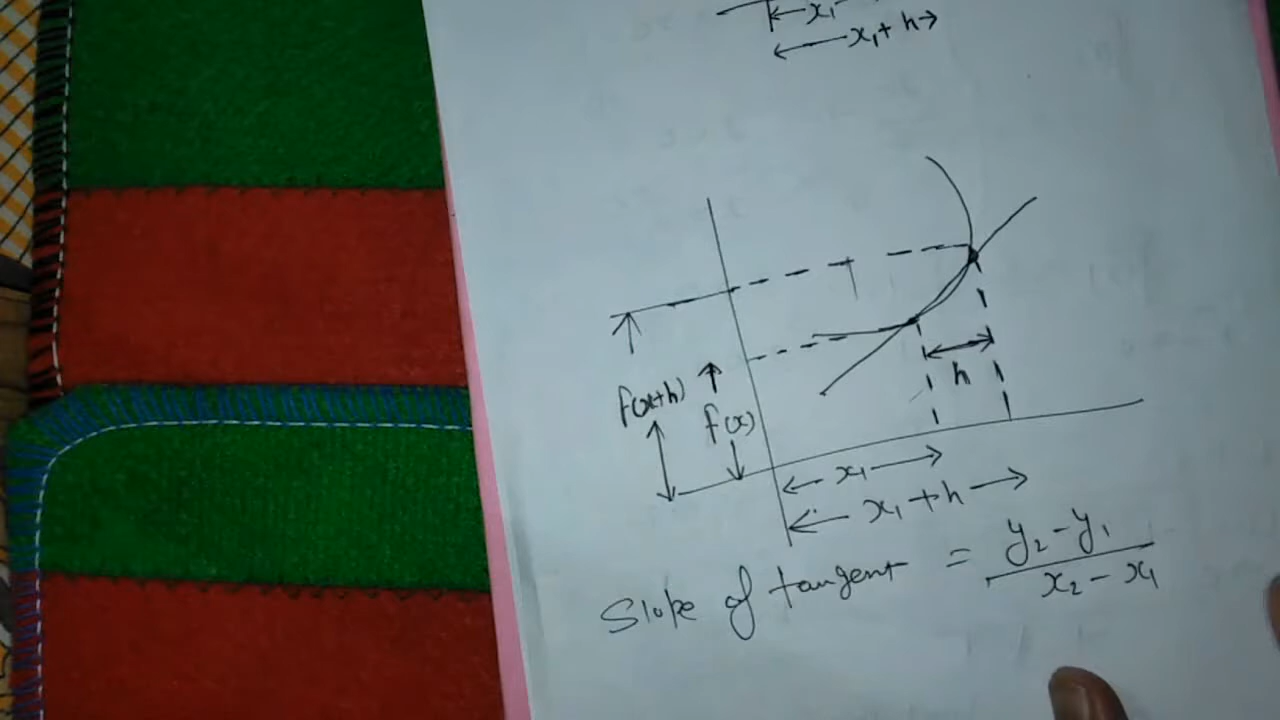 x₁
x₁ + h
f(x+h)
f(x)
h
x₁
x₁ + h
Slope of tangent = y₂ - y₁ / x₂ - x₁